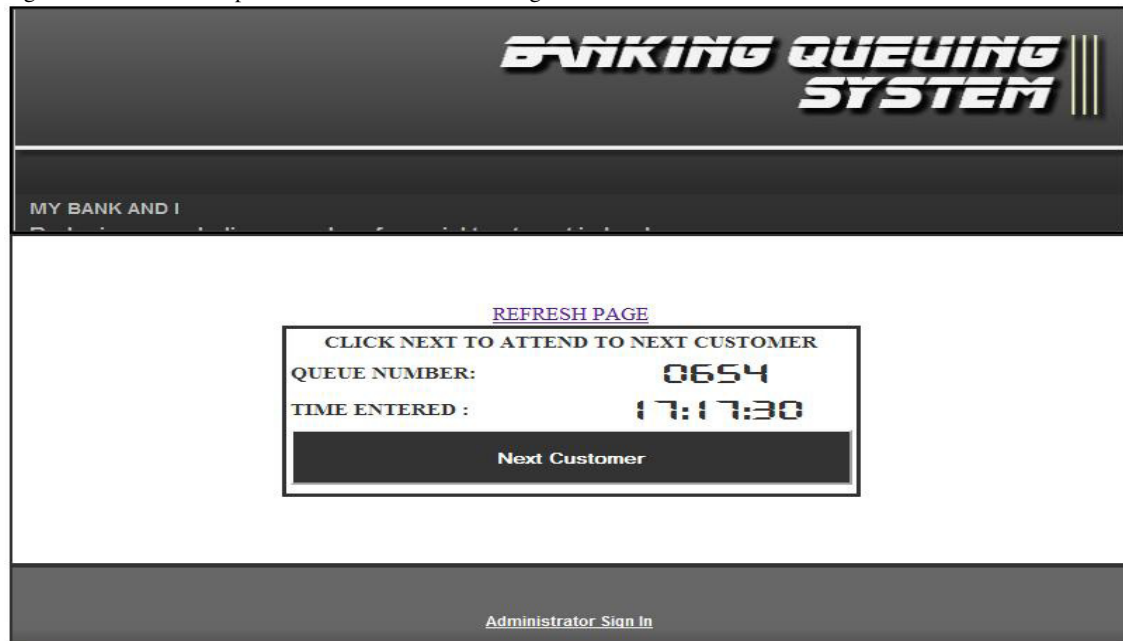 BANKING QUEUING
SYSTEM
MY BANK AND I
REFRESH PAGE
CLICK NEXT TO ATTEND TO NEXT CUSTOMER
QUEUE NUMBER: 0654
TIME ENTERED : 17:17:30
Next Customer
Administrator Sign In